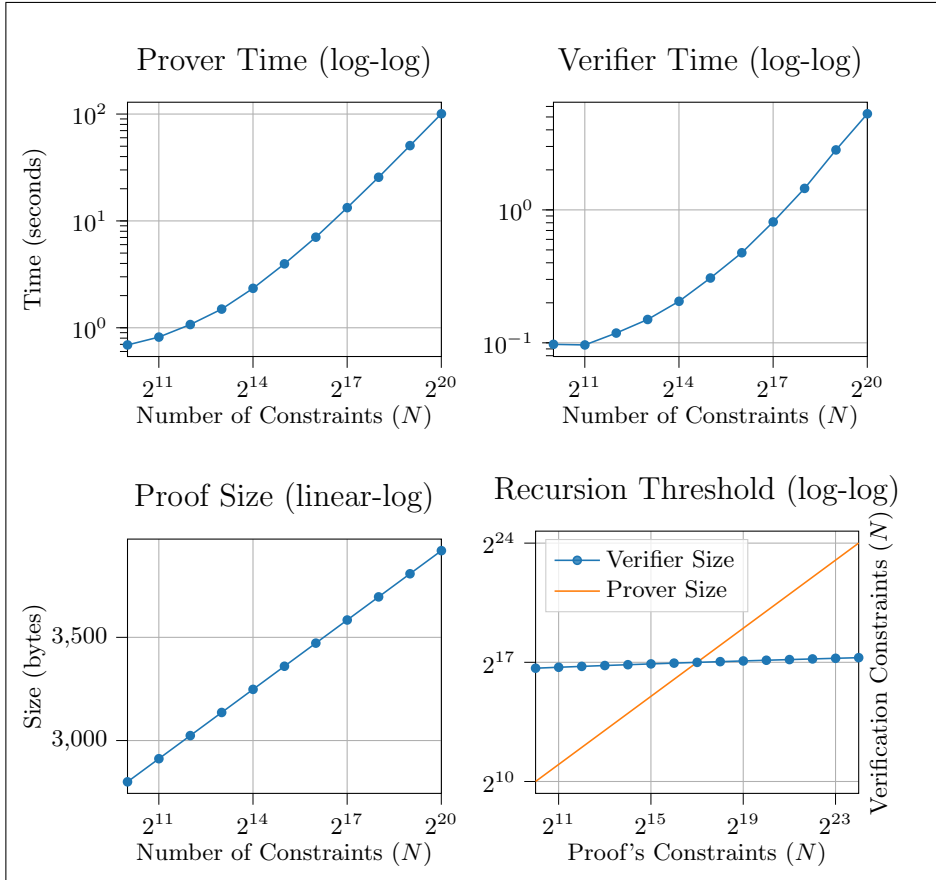 Prover Time (log-log)
Time (seconds)
10^2
10^1
10^0
2^11 2^14 2^17 2^20
Number of Constraints (N)
Verifier Time (log-log)
10^0
10^−1
2^11 2^14 2^17 2^20
Number of Constraints (N)
Proof Size (linear-log)
Size (bytes)
3,500
3,000
2^11 2^14 2^17 2^20
Number of Constraints (N)
Recursion Threshold (log-log)
Verifier Size
Prover Size
2^24
2^17
2^10
2^11 2^15 2^19 2^23
Proof's Constraints (N)
Verification Constraints (N)